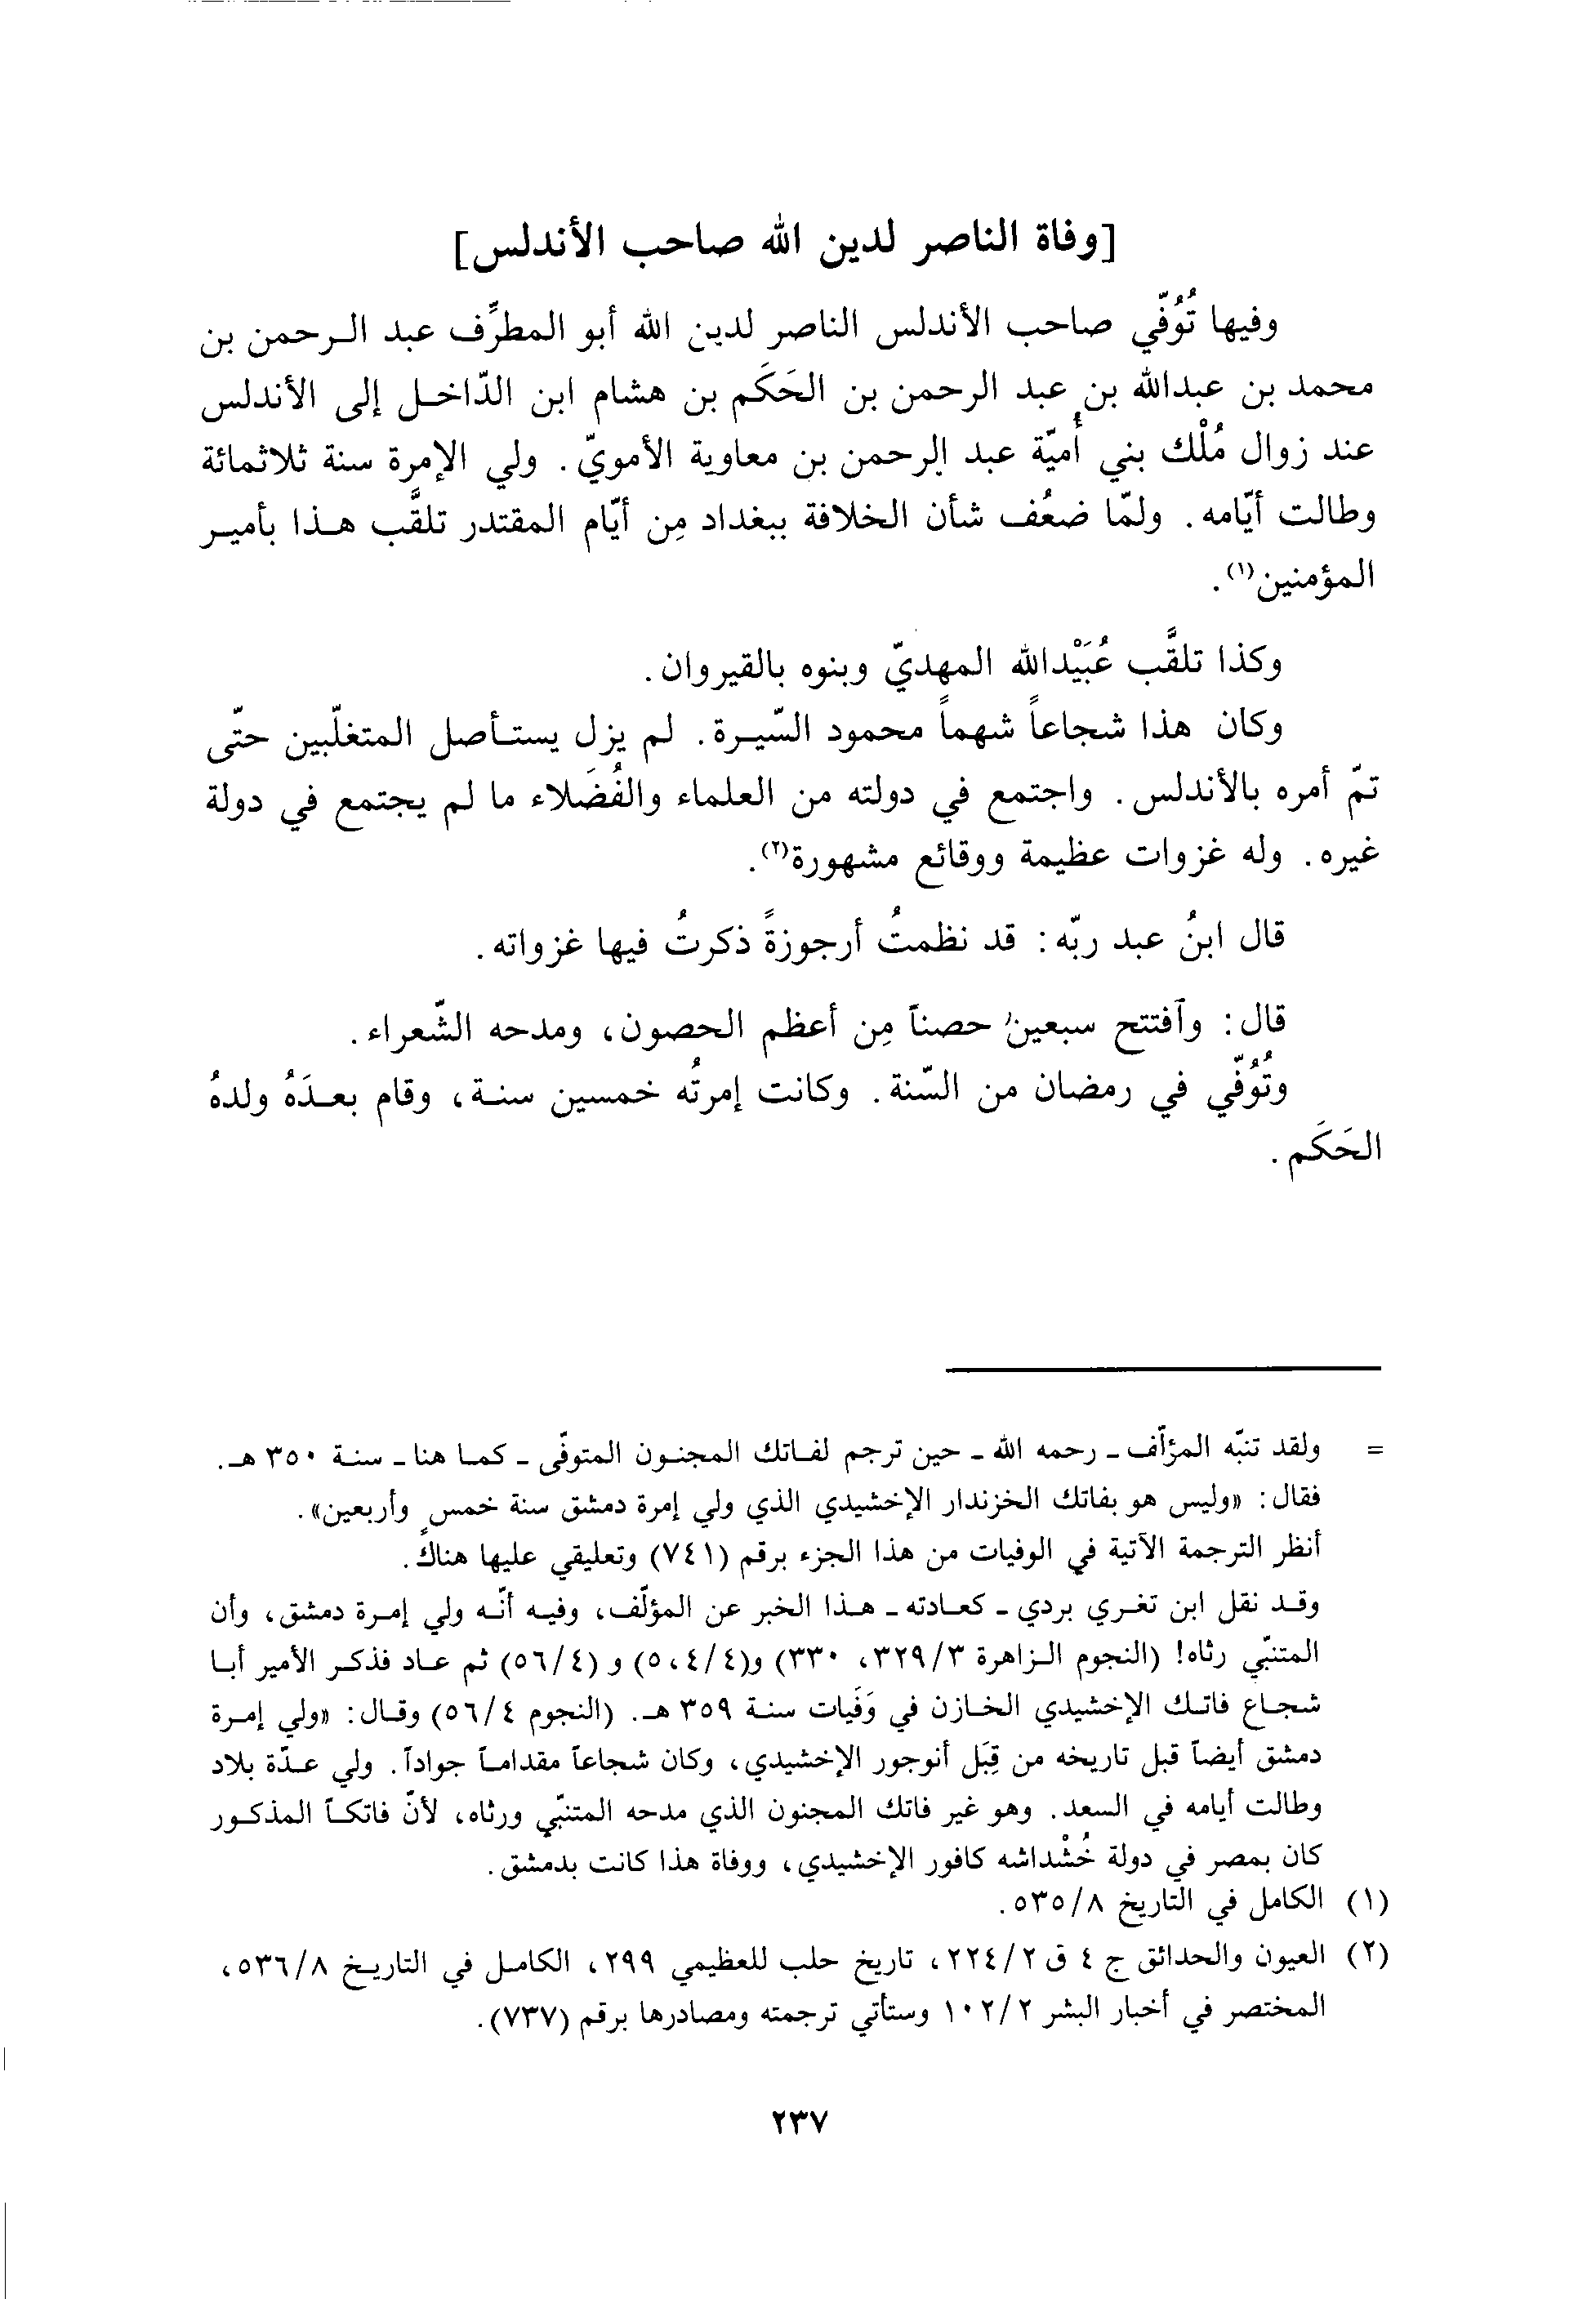 [وفاة الناصر لدين الله صاحب الأندلس]
وفيها تُوُفّي صاحب الأندلس الناصر لدين الله أبو المطرِّف عبد الرحمن بن
محمد بن عبدالله بن عبد الرحمن بن الحَكَم بن هشام ابن الدّاخل إلى الأندلس
عند زوال مُلْك بني أُميّة عبد الرحمن بن معاوية الأمويّ. ولي الإمرة سنة ثلاثمائة
وطالت أيّامه. ولمّا ضعُف شأن الخلافة ببغداد مِن أيّام المقتدر تلقَّب هذا بأمير
المؤمنين(١).
وكذا تلقَّب عُبَيْدالله المهديّ وبنوه بالقيروان.
وكان هذا شجاعاً شهماً محمود السّيرة. لم يزل يستأصل المتغلّبين حتّى
تمّ أمره بالأندلس. واجتمع في دولته من العلماء والفُضَلاء ما لم يجتمع في دولة
غيره. وله غزوات عظيمة ووقائع مشهورة(٢).
قال ابنُ عبد ربّه: قد نظمتُ أرجوزةً ذكرتُ فيها غزواته.
قال: وآفتتح سبعين حصناً مِن أعظم الحصون، ومدحه الشّعراء.
وتُوُفّي في رمضان من السّنة. وكانت إمرتُه خمسين سنة، وقام بعدَهُ ولدهُ
الحَكَم.
= ولقد تنبّه المؤلّف - رحمه الله - حين ترجم لفاتك المجنون المتوفّى - كما هنا - سنة ٣٥٠ هـ.
فقال: «وليس هو بفاتك الخزندار الإخشيدي الذي ولي إمرة دمشق سنة خمسٍ وأربعين».
أنظر الترجمة الآتية في الوفيات من هذا الجزء برقم (٧٤١) وتعليقي عليها هناك.
وقد نقل ابن تغري بردي - كعادته - هذا الخبر عن المؤلّف، وفيه أنّه ولي إمرة دمشق، وأن
المتنبّي رثاه! (النجوم الزاهرة ٣/‏٣٢٩، ٣٣٠) و(٤/‏٤،٥) و (٤/‏٥٦) ثم عاد فذكر الأمير أبا
شجاع فاتك الإخشيدي الخازن في وَفَيات سنة ٣٥٩ هـ. (النجوم ٤/‏٥٦) وقال: «ولي إمرة
دمشق أيضاً قبل تاريخه من قِبَل أنوجور الإخشيدي، وكان شجاعاً مقداماً جواداً. ولي عدّة بلاد
وطالت أيامه في السعد. وهو غير فاتك المجنون الذي مدحه المتنبّي ورثاه، لأنّ فاتكاً المذكور
كان بمصر في دولة خُشْداشه كافور الإخشيدي، ووفاة هذا كانت بدمشق.
(١) الكامل في التاريخ ٨/‏٥٣٥.
(٢) العيون والحدائق ج ٤ ق ٢/‏٢٢٤، تاريخ حلب للعظيمي ٢٩٩، الكامل في التاريخ ٨/‏٥٣٦،
المختصر في أخبار البشر ٢/‏١٠٢ وستأتي ترجمته ومصادرها برقم (٧٣٧).
٢٣٧